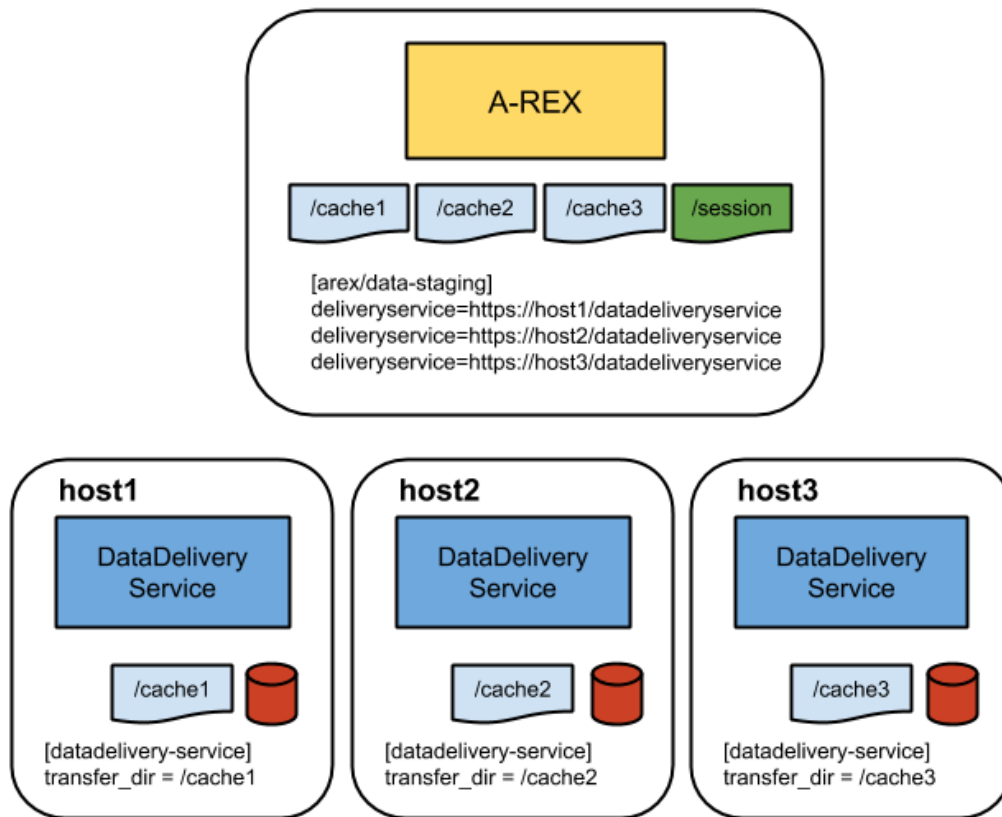 A-REX
/cache1
/cache2
/cache3
/session
[arex/data-staging]
deliveryservice=https://host1/datadeliveryservice
deliveryservice=https://host2/datadeliveryservice
deliveryservice=https://host3/datadeliveryservice
host1
DataDelivery
Service
/cache1
[datadelivery-service]
transfer_dir = /cache1
host2
DataDelivery
Service
/cache2
[datadelivery-service]
transfer_dir = /cache2
host3
DataDelivery
Service
/cache3
[datadelivery-service]
transfer_dir = /cache3